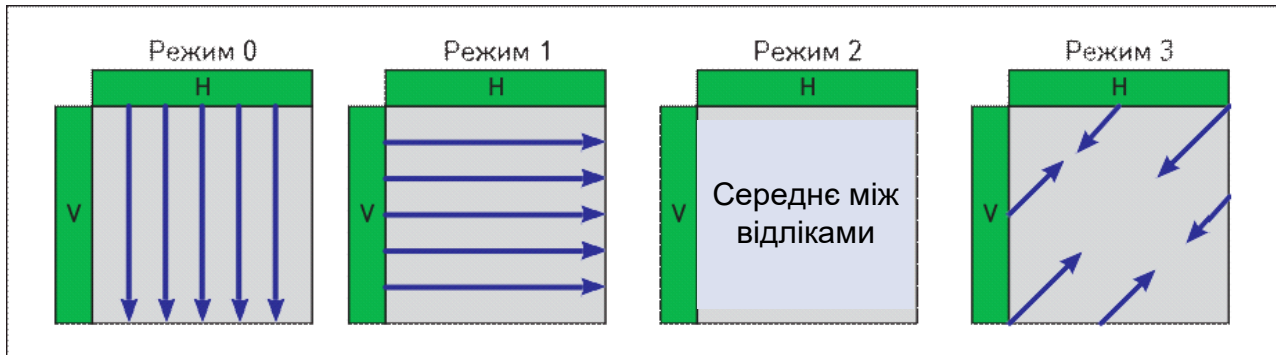 Режим 0
H
V
Режим 1
H
V
Режим 2
H
V
Середнє між
відліками
Режим 3
H
V